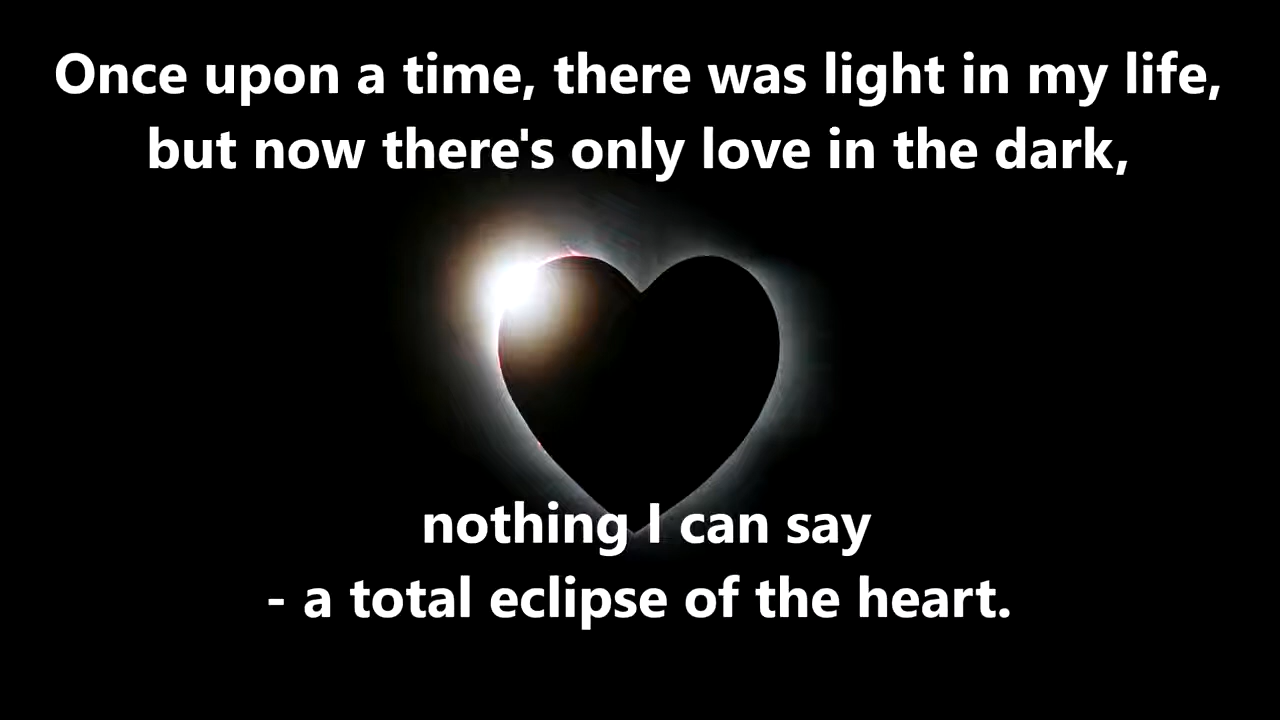 Once upon a time, there was light in my life,
but now there's only love in the dark,
nothing I can say
- a total eclipse of the heart.